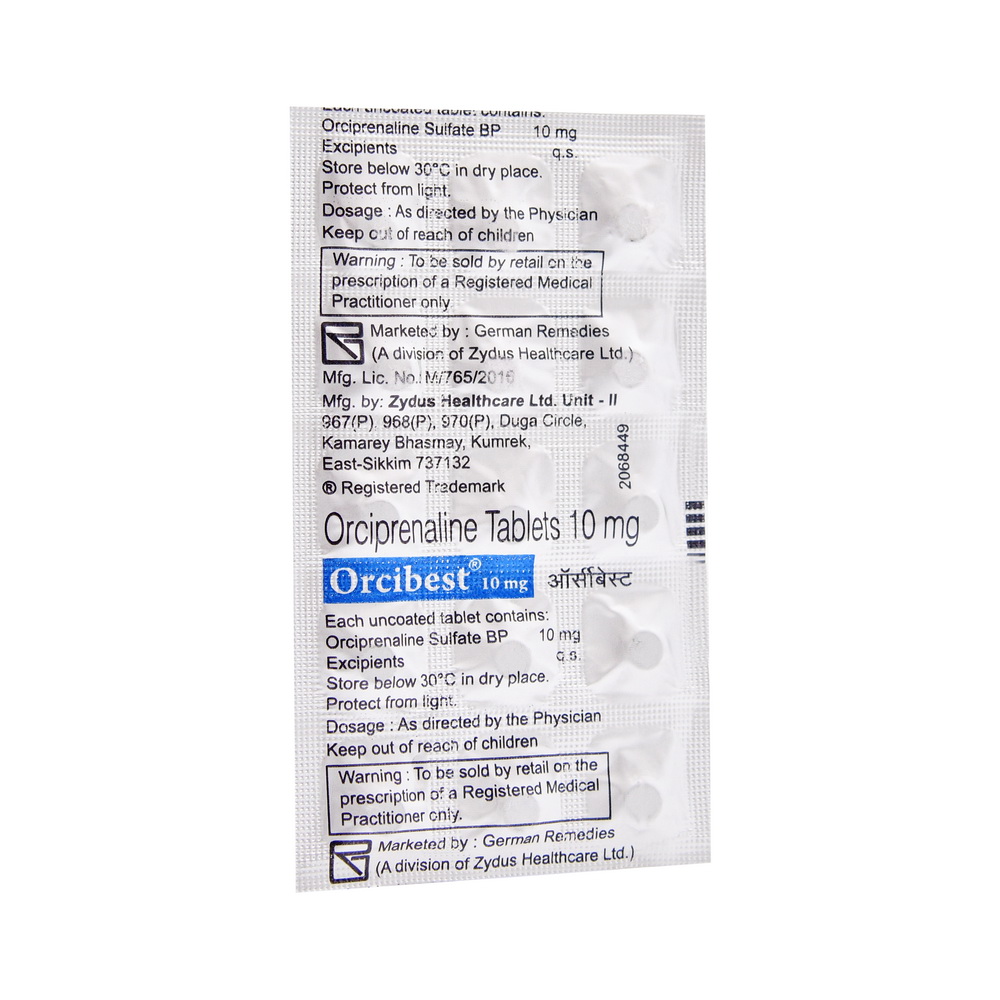 Each uncoated tablet contains:
Orciprenaline Sulfate BP 10 mg
Excipients q.s.
Store below 30°C in dry place.
Protect from light.
Dosage : As directed by the Physician
Keep out of reach of children
Warning : To be sold by retail on the
prescription of a Registered Medical
Practitioner only
Marketed by : German Remedies
(A division of Zydus Healthcare Ltd.)
Mfg. Lic. No.: M/765/2016
Mfg. by: Zydus Healthcare Ltd. Unit - II
967(P), 968(P), 970(P), Duga Circle,
Kamarey Bhasmay, Kumrek,
East-Sikkim 737132
® Registered Trademark
2068449
Orciprenaline Tablets 10 mg
Orcibest® 10 mg ऑर्सीबेस्ट
Each uncoated tablet contains:
Orciprenaline Sulfate BP 10 mg
Excipients q.s.
Store below 30°C in dry place.
Protect from light.
Dosage : As directed by the Physician
Keep out of reach of children
Warning : To be sold by retail on the
prescription of a Registered Medical
Practitioner only.
Marketed by : German Remedies
(A division of Zydus Healthcare Ltd.)